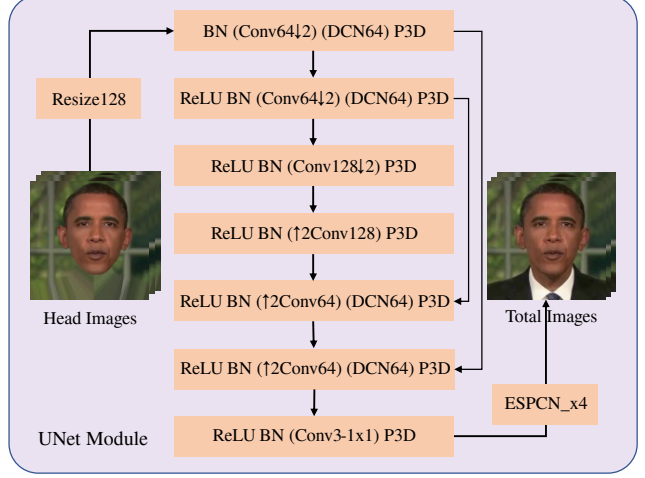 BN (Conv64↓2) (DCN64) P3D
Resize128
ReLU BN (Conv64↓2) (DCN64) P3D
ReLU BN (Conv128↓2) P3D
ReLU BN (↑2Conv128) P3D
ReLU BN (↑2Conv64) (DCN64) P3D
Head Images
Total Images
ReLU BN (↑2Conv64) (DCN64) P3D
ESPCN_x4
ReLU BN (Conv3-1x1) P3D
UNet Module